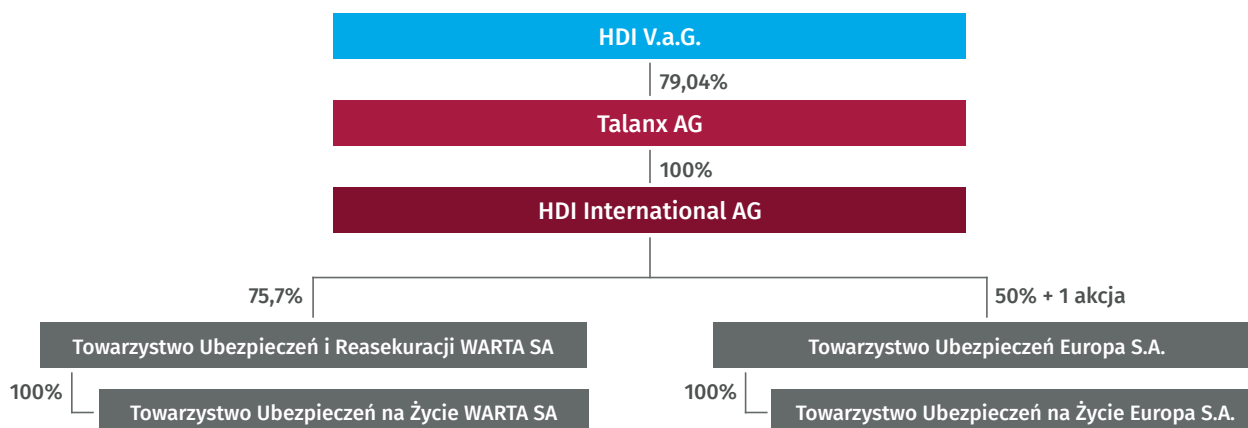 HDI V.a.G.
79,04%
Talanx AG
100%
HDI International AG
75,7%
50% + 1 akcja
Towarzystwo Ubezpieczeń i Reasekuracji WARTA SA
Towarzystwo Ubezpieczeń Europa S.A.
100%
100%
Towarzystwo Ubezpieczeń na Życie WARTA SA
Towarzystwo Ubezpieczeń na Życie Europa S.A.